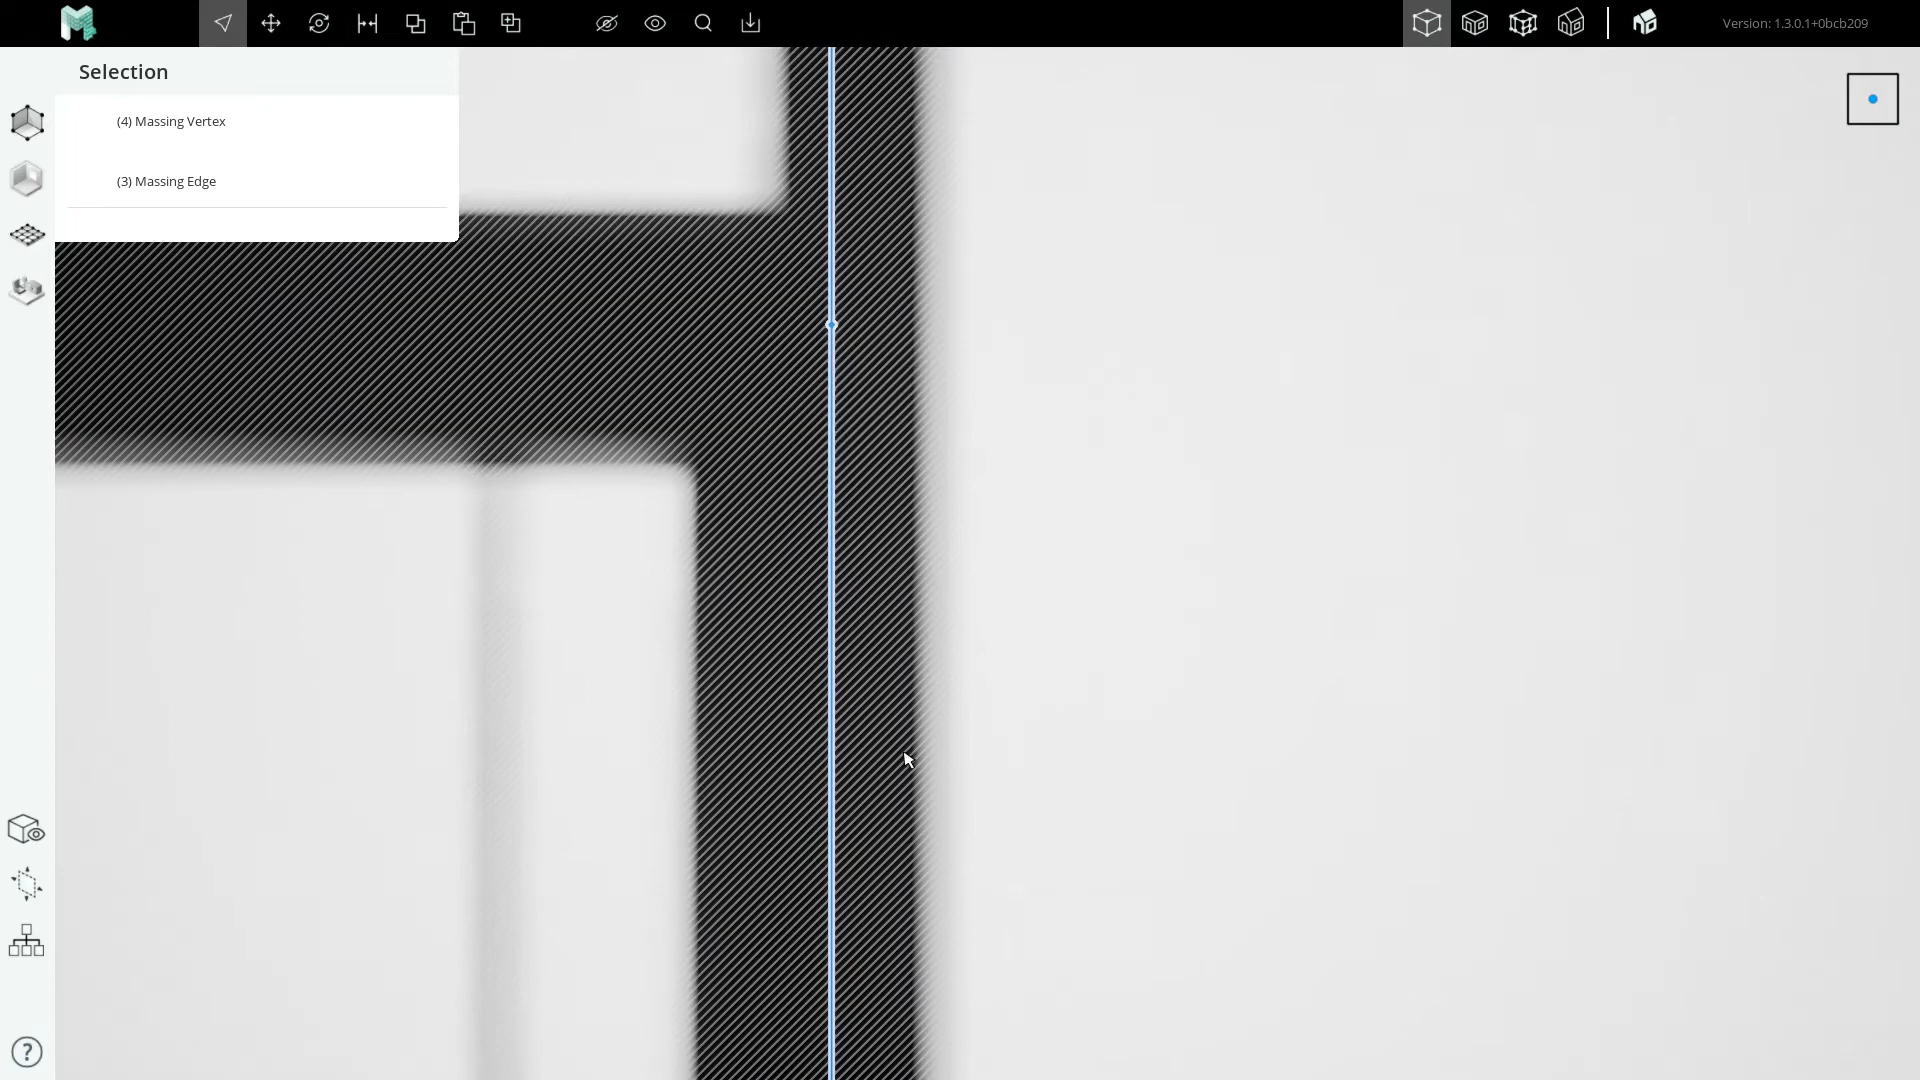 Version: 1.3.0.1+0bcb209
Selection
(4) Massing Vertex
(3) Massing Edge
?